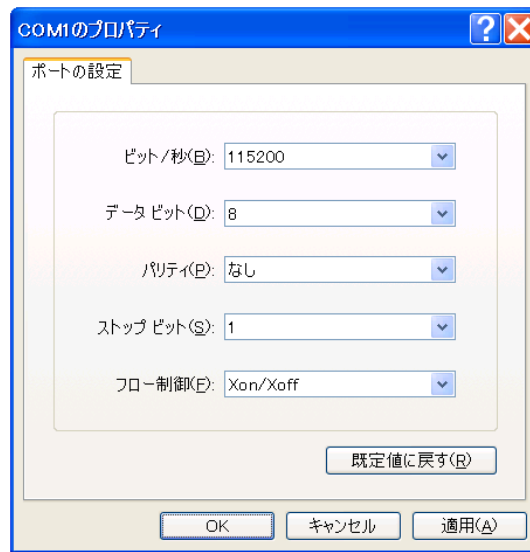 COM1のプロパティ
ポートの設定
ビット/秒(B): 115200
データ ビット(D): 8
パリティ(P): なし
ストップ ビット(S): 1
フロー制御(F): Xon/Xoff
既定値に戻す(R)
OK キャンセル 適用(A)